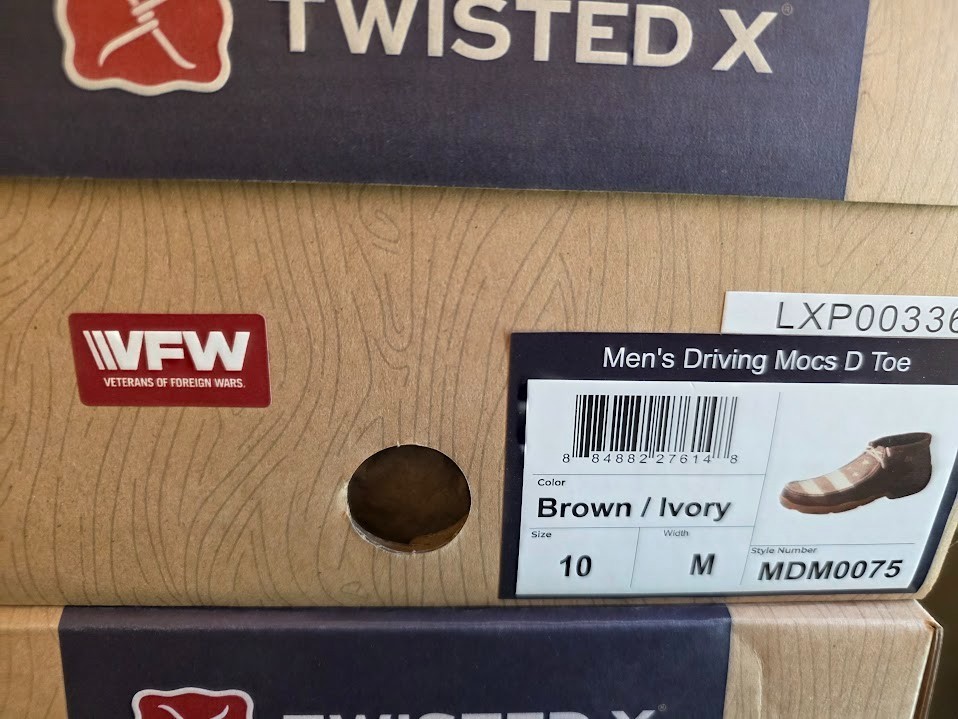 TWISTED X®
LXP00336
VFW
VETERANS OF FOREIGN WARS.
Men's Driving Mocs D Toe
8 84882 27614 8
Color
Brown / Ivory
Size
Width
10
M
Style Number
MDM0075
TWISTED X